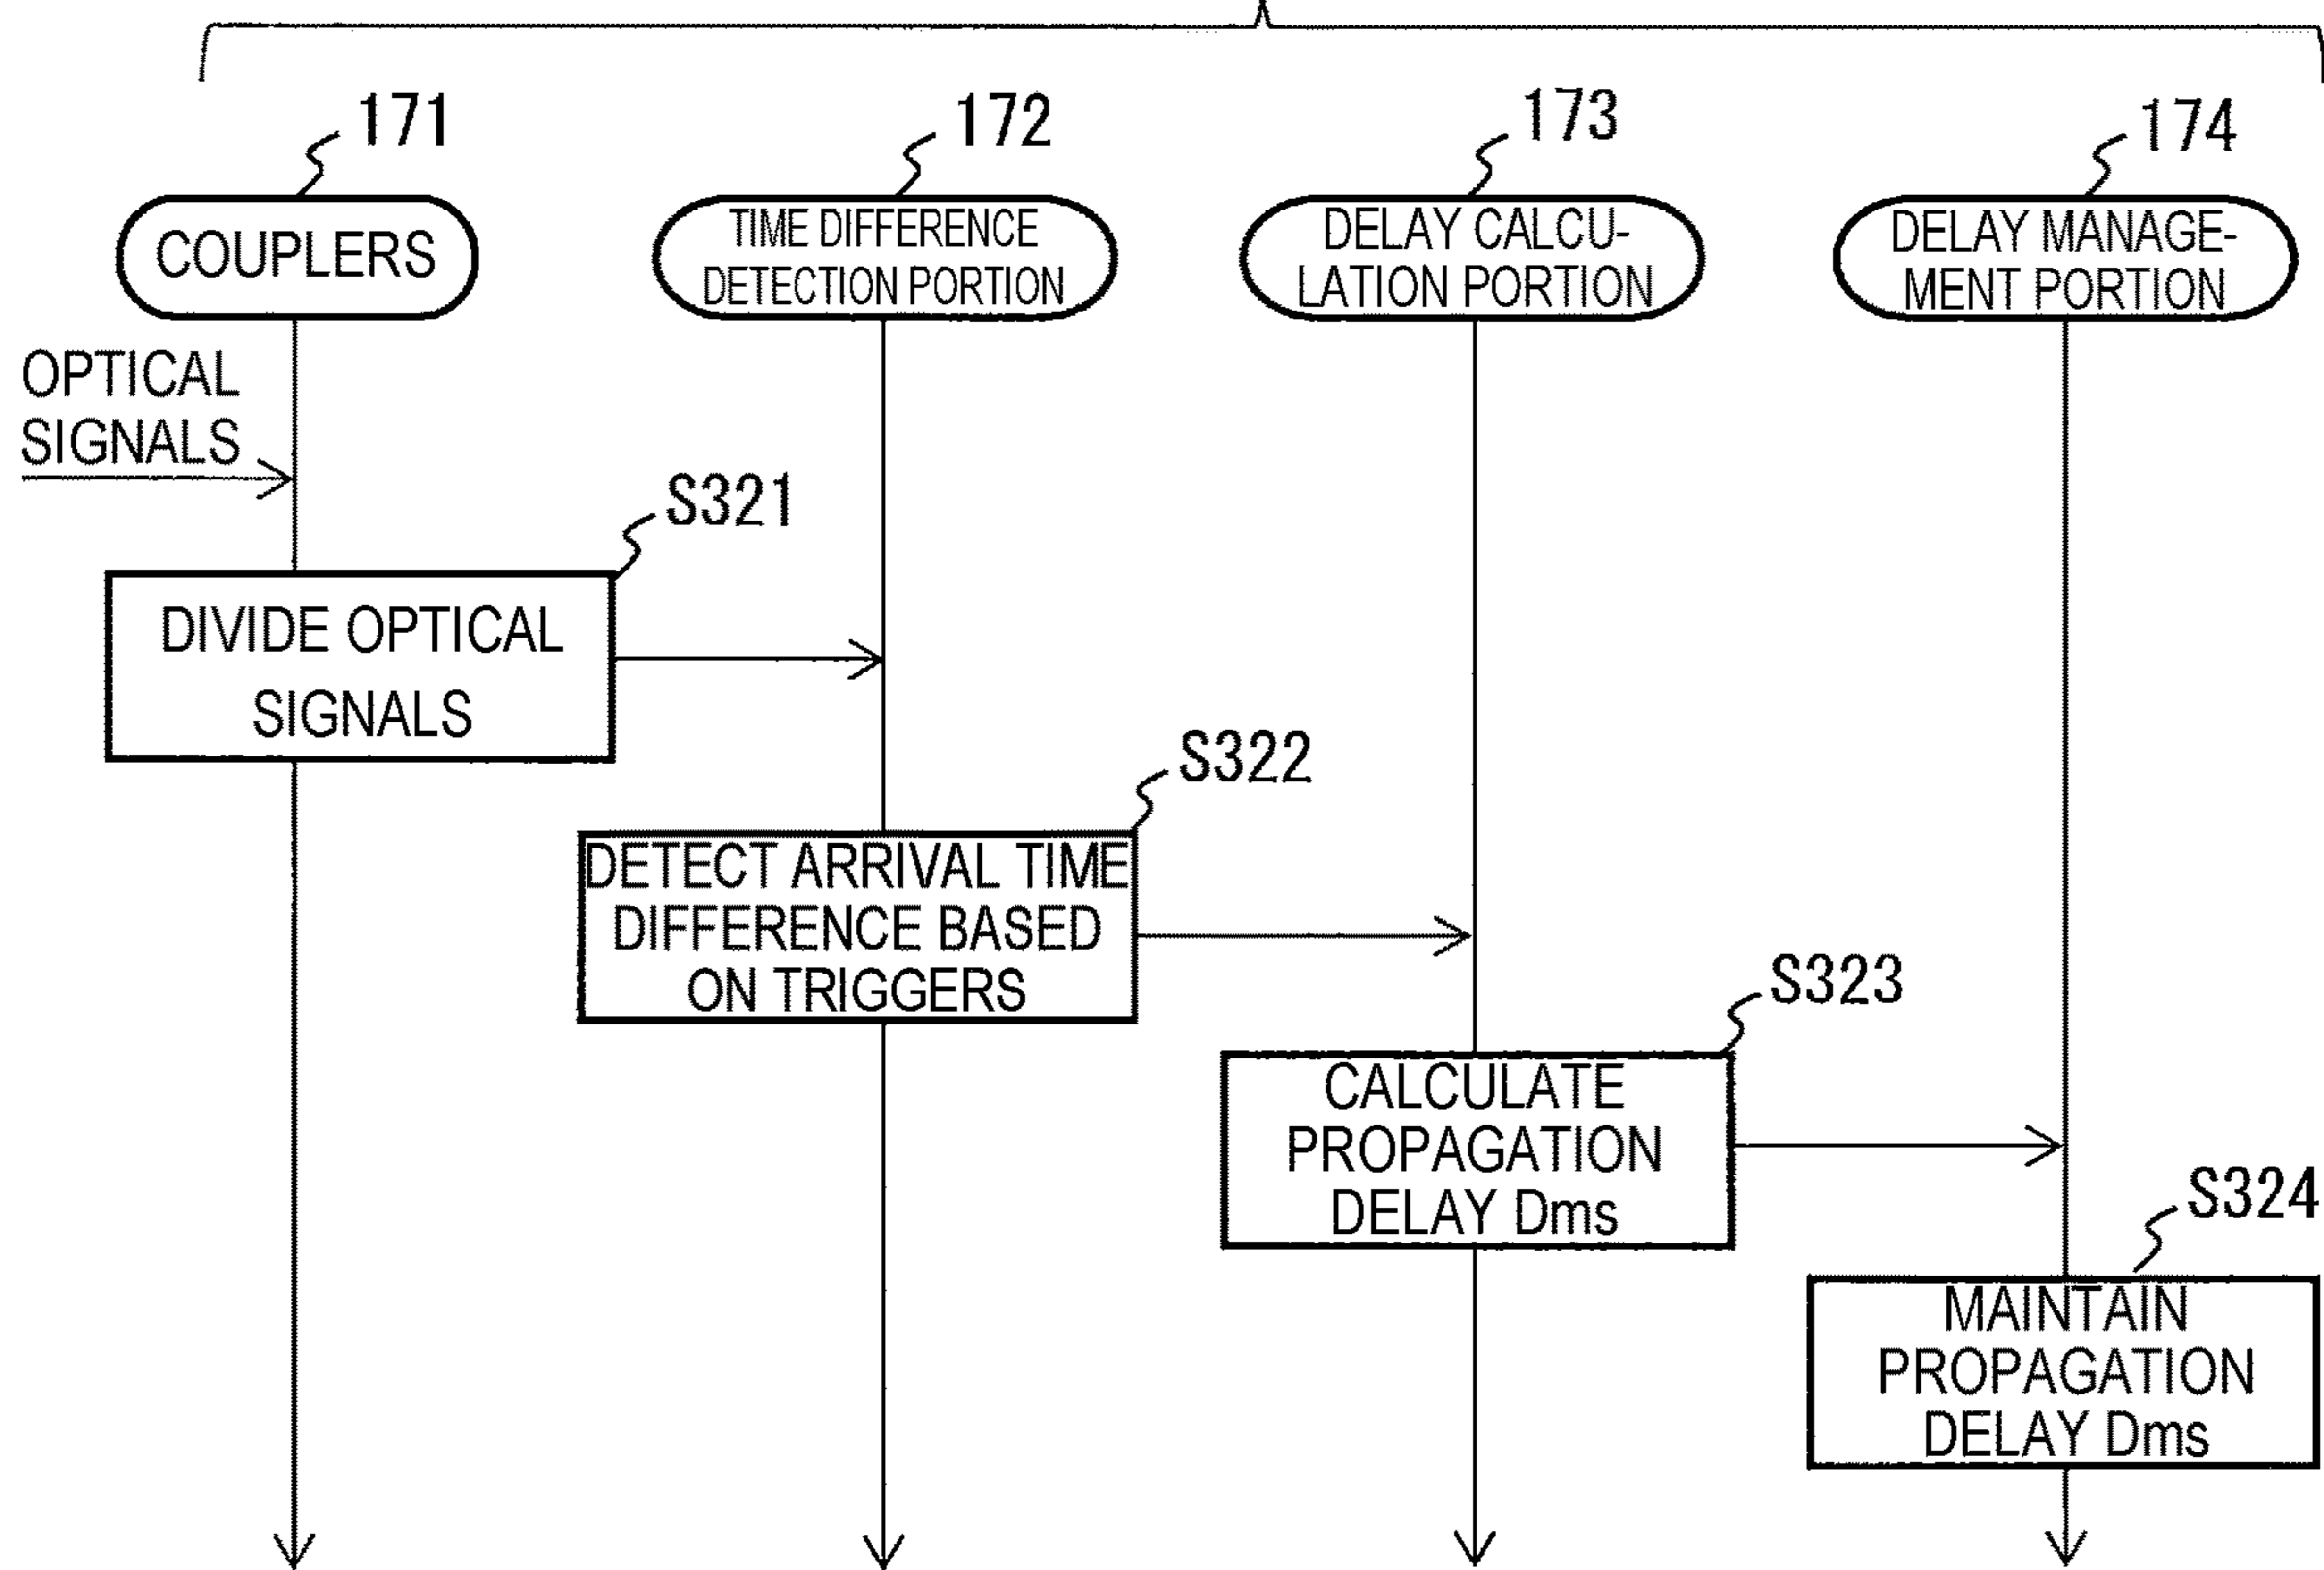 171
172
173
174
COUPLERS
TIME DIFFERENCE
DETECTION PORTION
DELAY CALCU-
LATION PORTION
DELAY MANAGE-
MENT PORTION
OPTICAL
SIGNALS
S321
DIVIDE OPTICAL
SIGNALS
S322
DETECT ARRIVAL TIME
DIFFERENCE BASED
ON TRIGGERS
S323
CALCULATE
PROPAGATION
DELAY Dms
S324
MAINTAIN
PROPAGATION
DELAY Dms